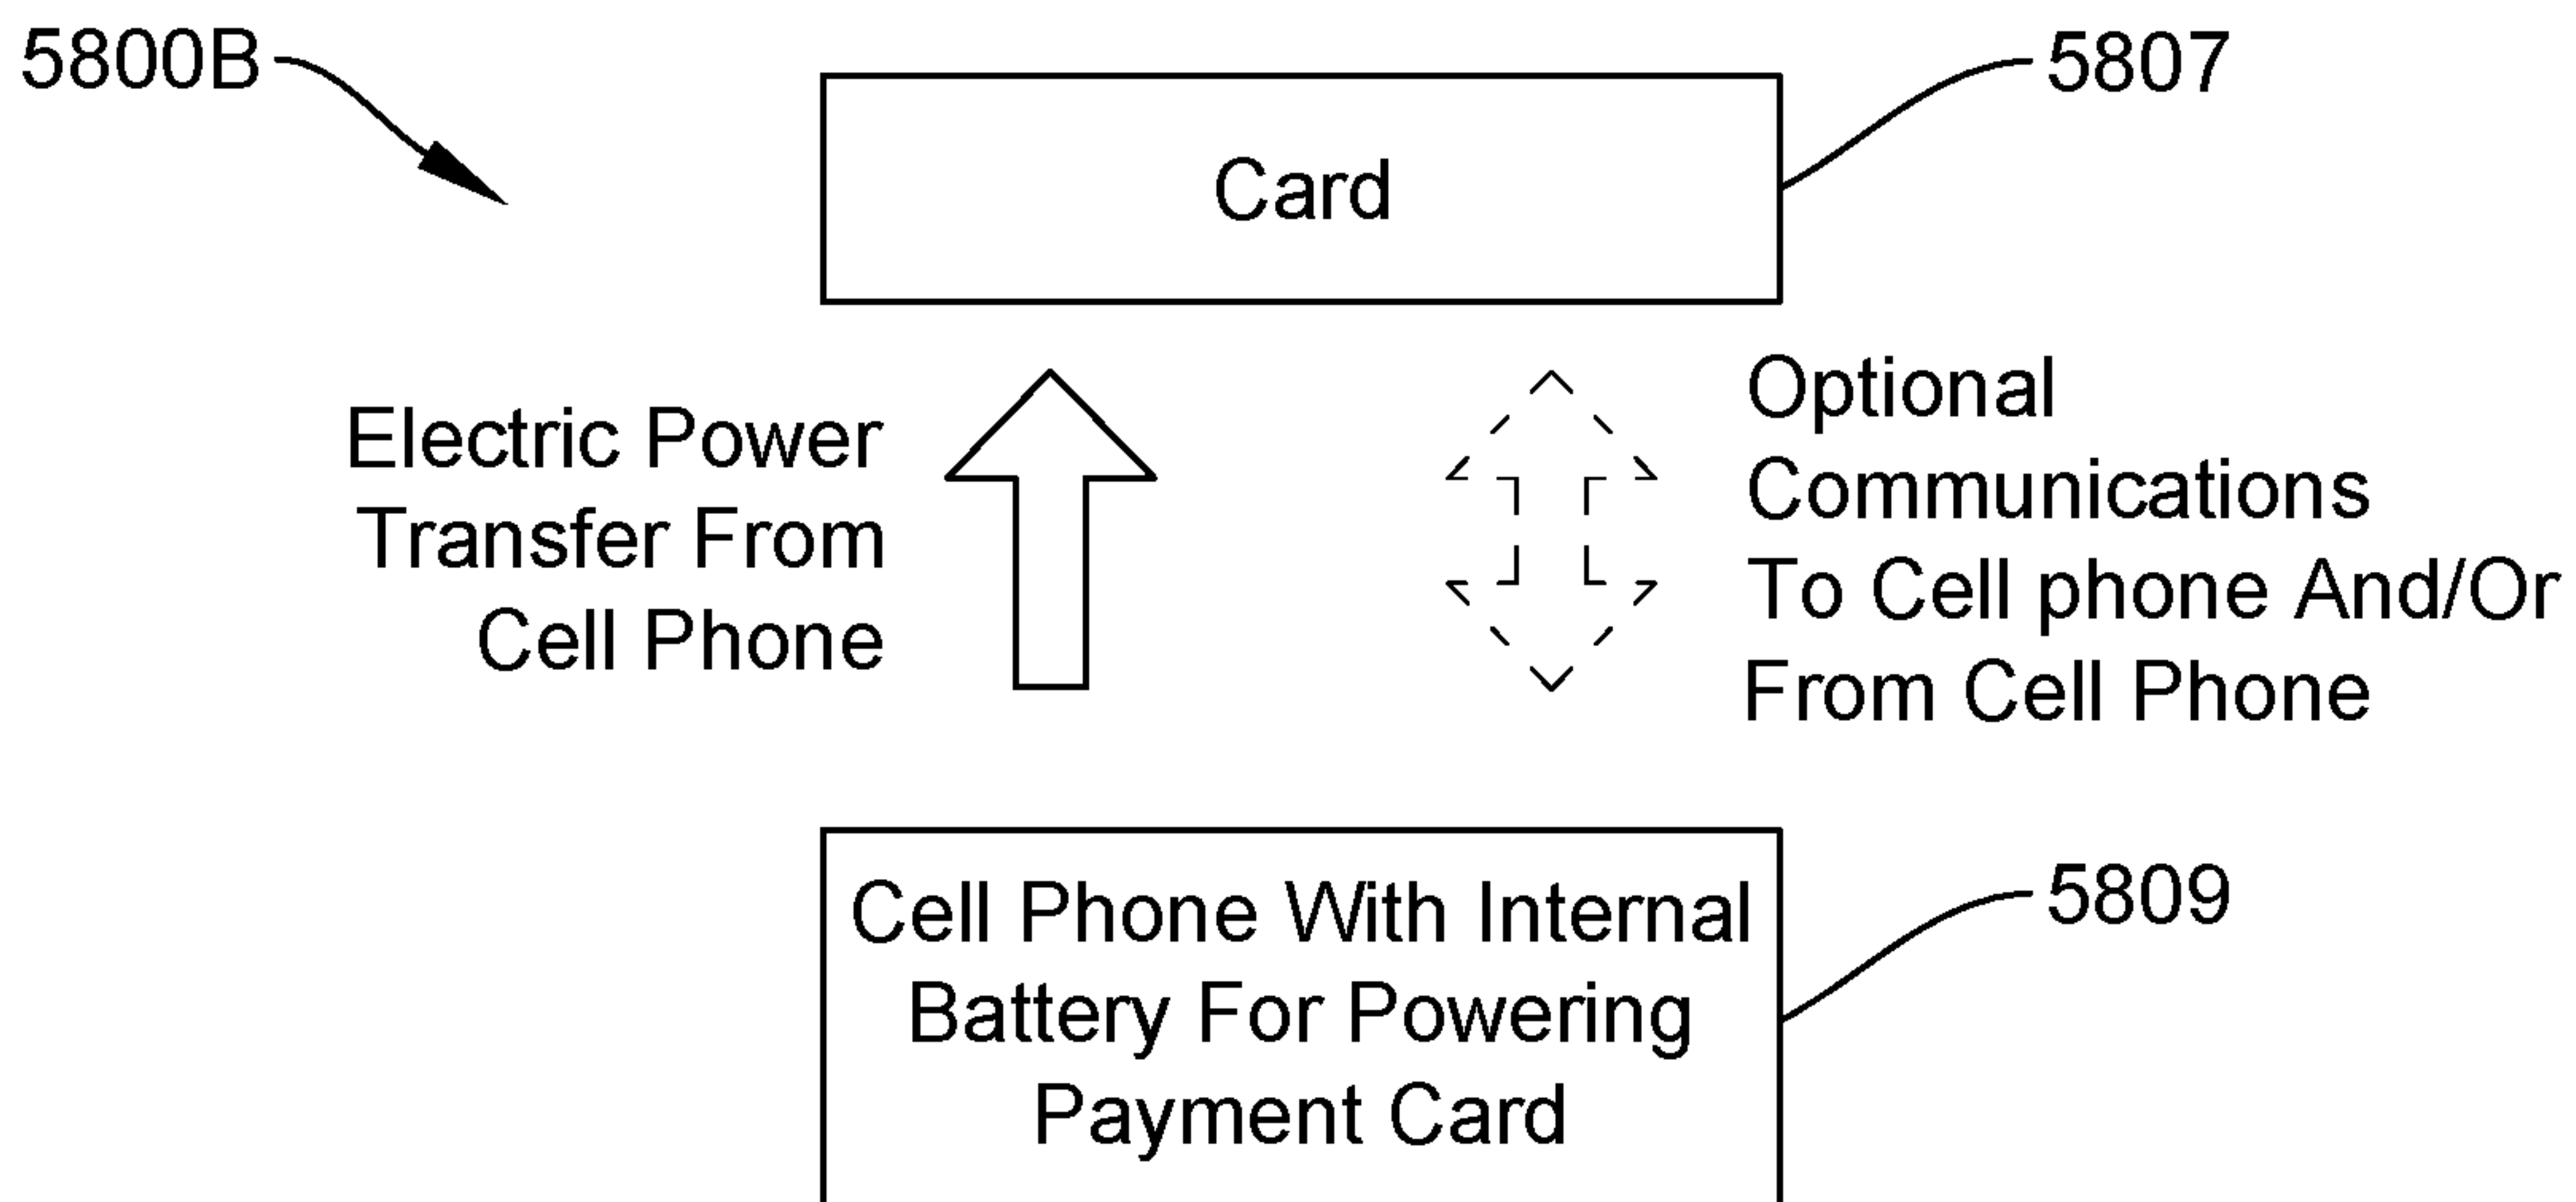 5800B
5807
Card
Electric Power
Transfer From
Cell Phone
Optional
Communications
To Cell phone And/Or
From Cell Phone
Cell Phone With Internal
Battery For Powering
Payment Card
5809